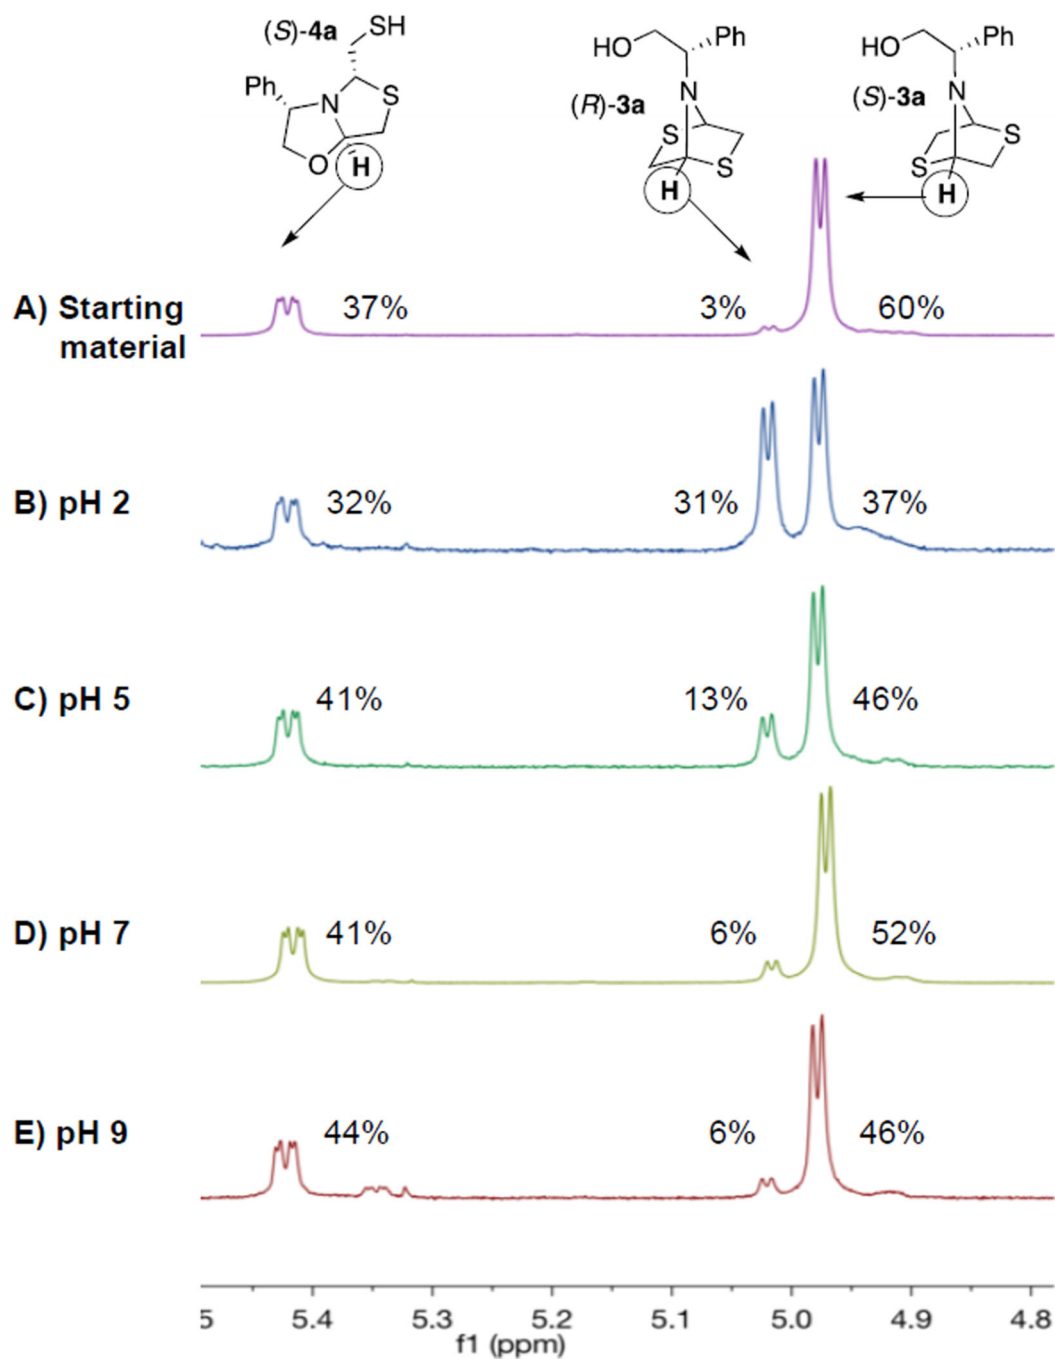 (S)-4a
SH
Ph
N
S
O
H
HO
Ph
N
(R)-3a
S
S
H
HO
Ph
N
(S)-3a
S
S
H
A) Starting material 37% 3% 60%
B) pH 2 32% 31% 37%
C) pH 5 41% 13% 46%
D) pH 7 41% 6% 52%
E) pH 9 44% 6% 46%
5 5.4 5.3 5.2 5.1 5.0 4.9 4.8
f1 (ppm)